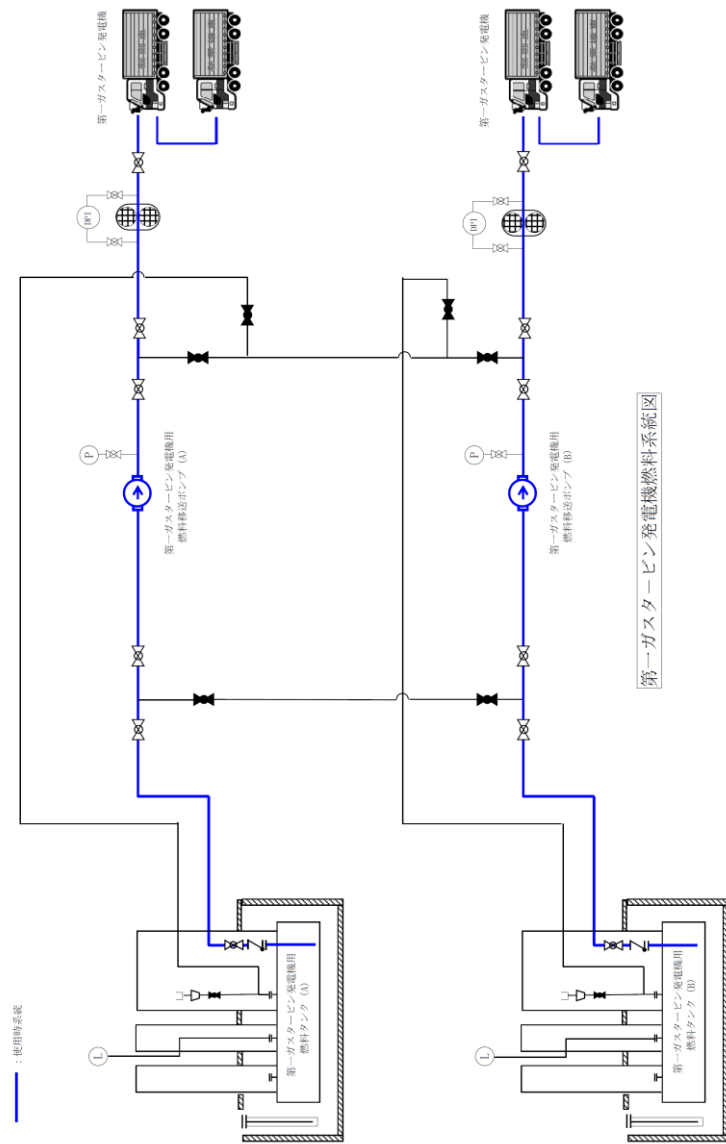 第一ガスタービン発電機燃料系統図
：使用時系統
第一ガスタービン発電機
DPI
P
第一ガスタービン発電機用
燃料移送ポンプ (A)
L
第一ガスタービン発電機用
燃料タンク (A)
第一ガスタービン発電機
DPI
P
第一ガスタービン発電機用
燃料移送ポンプ (B)
L
第一ガスタービン発電機用
燃料タンク (B)